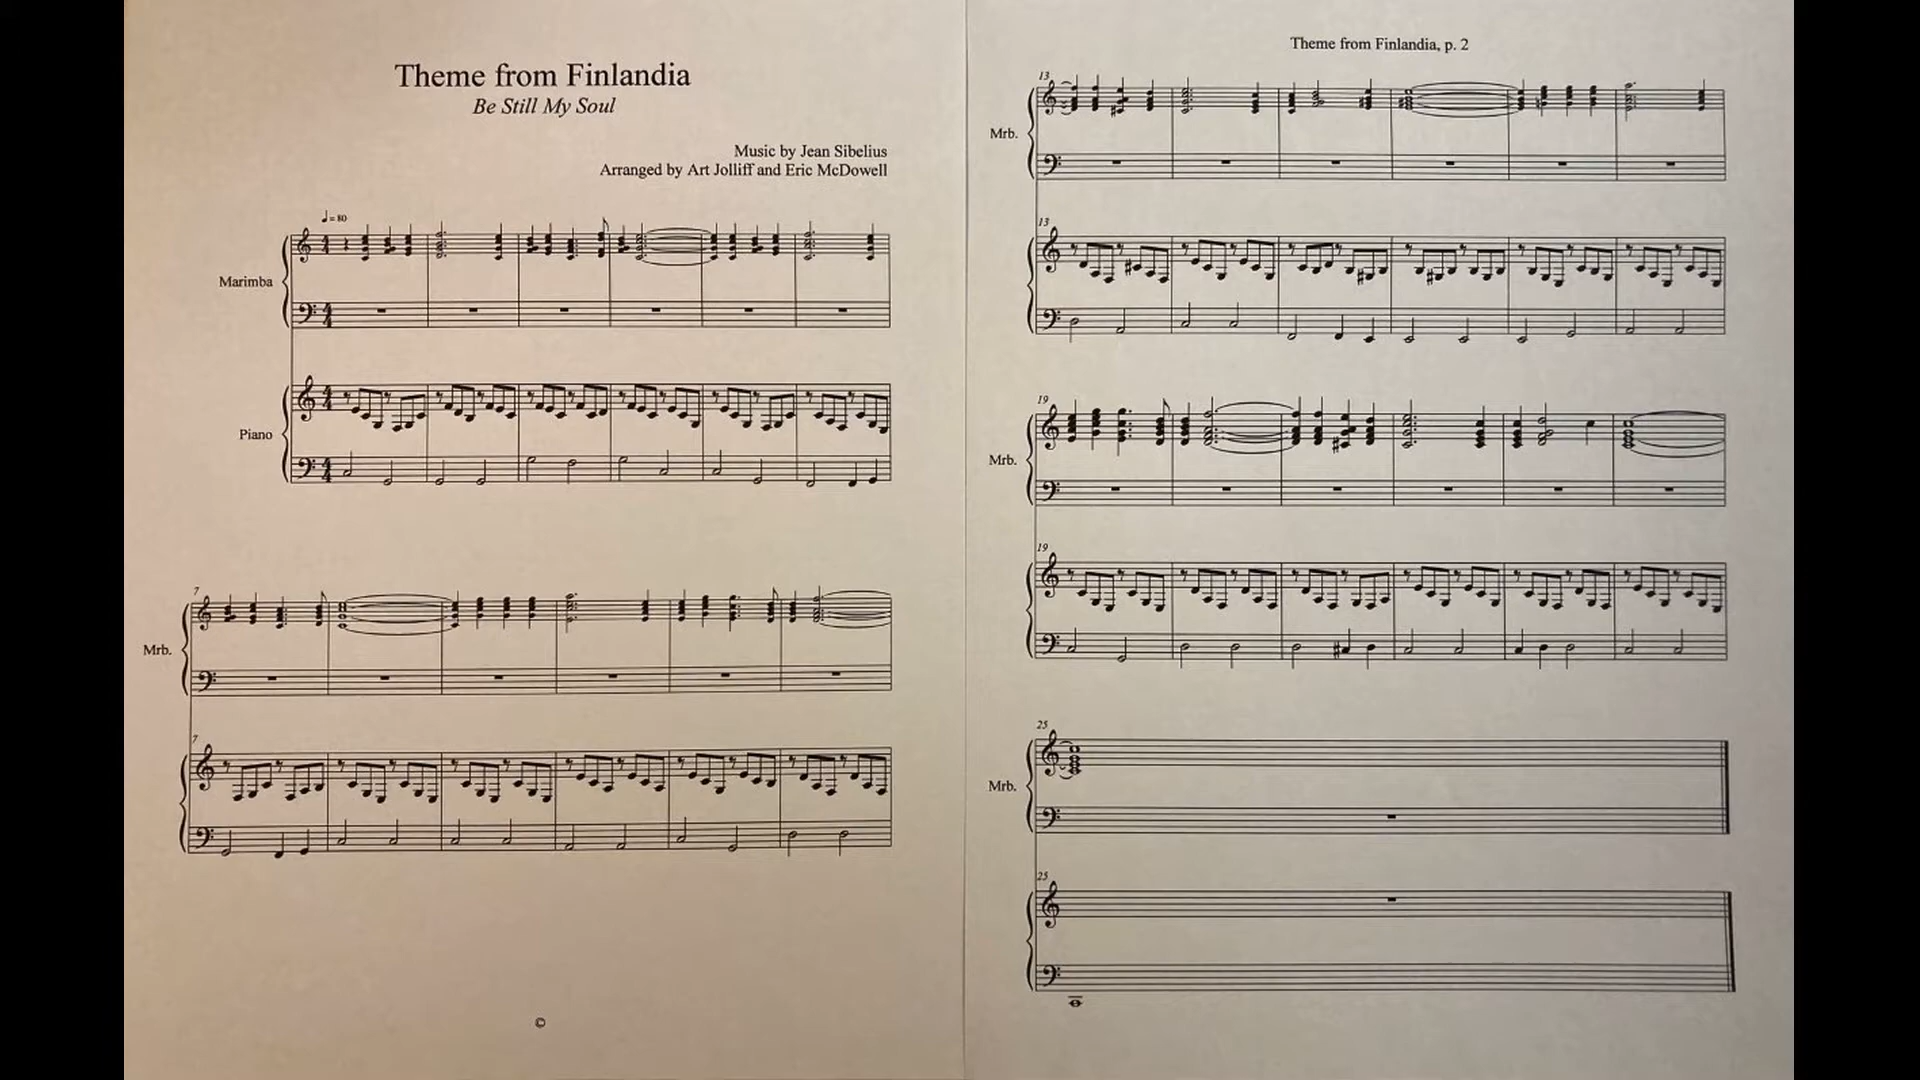 Theme from Finlandia
Be Still My Soul
Music by Jean Sibelius
Arranged by Art Jolliff and Eric McDowell
♩ = 80
Marimba
Piano
7
Mrb.
7
©
Theme from Finlandia, p. 2
13
Mrb.
13
19
Mrb.
19
25
Mrb.
25